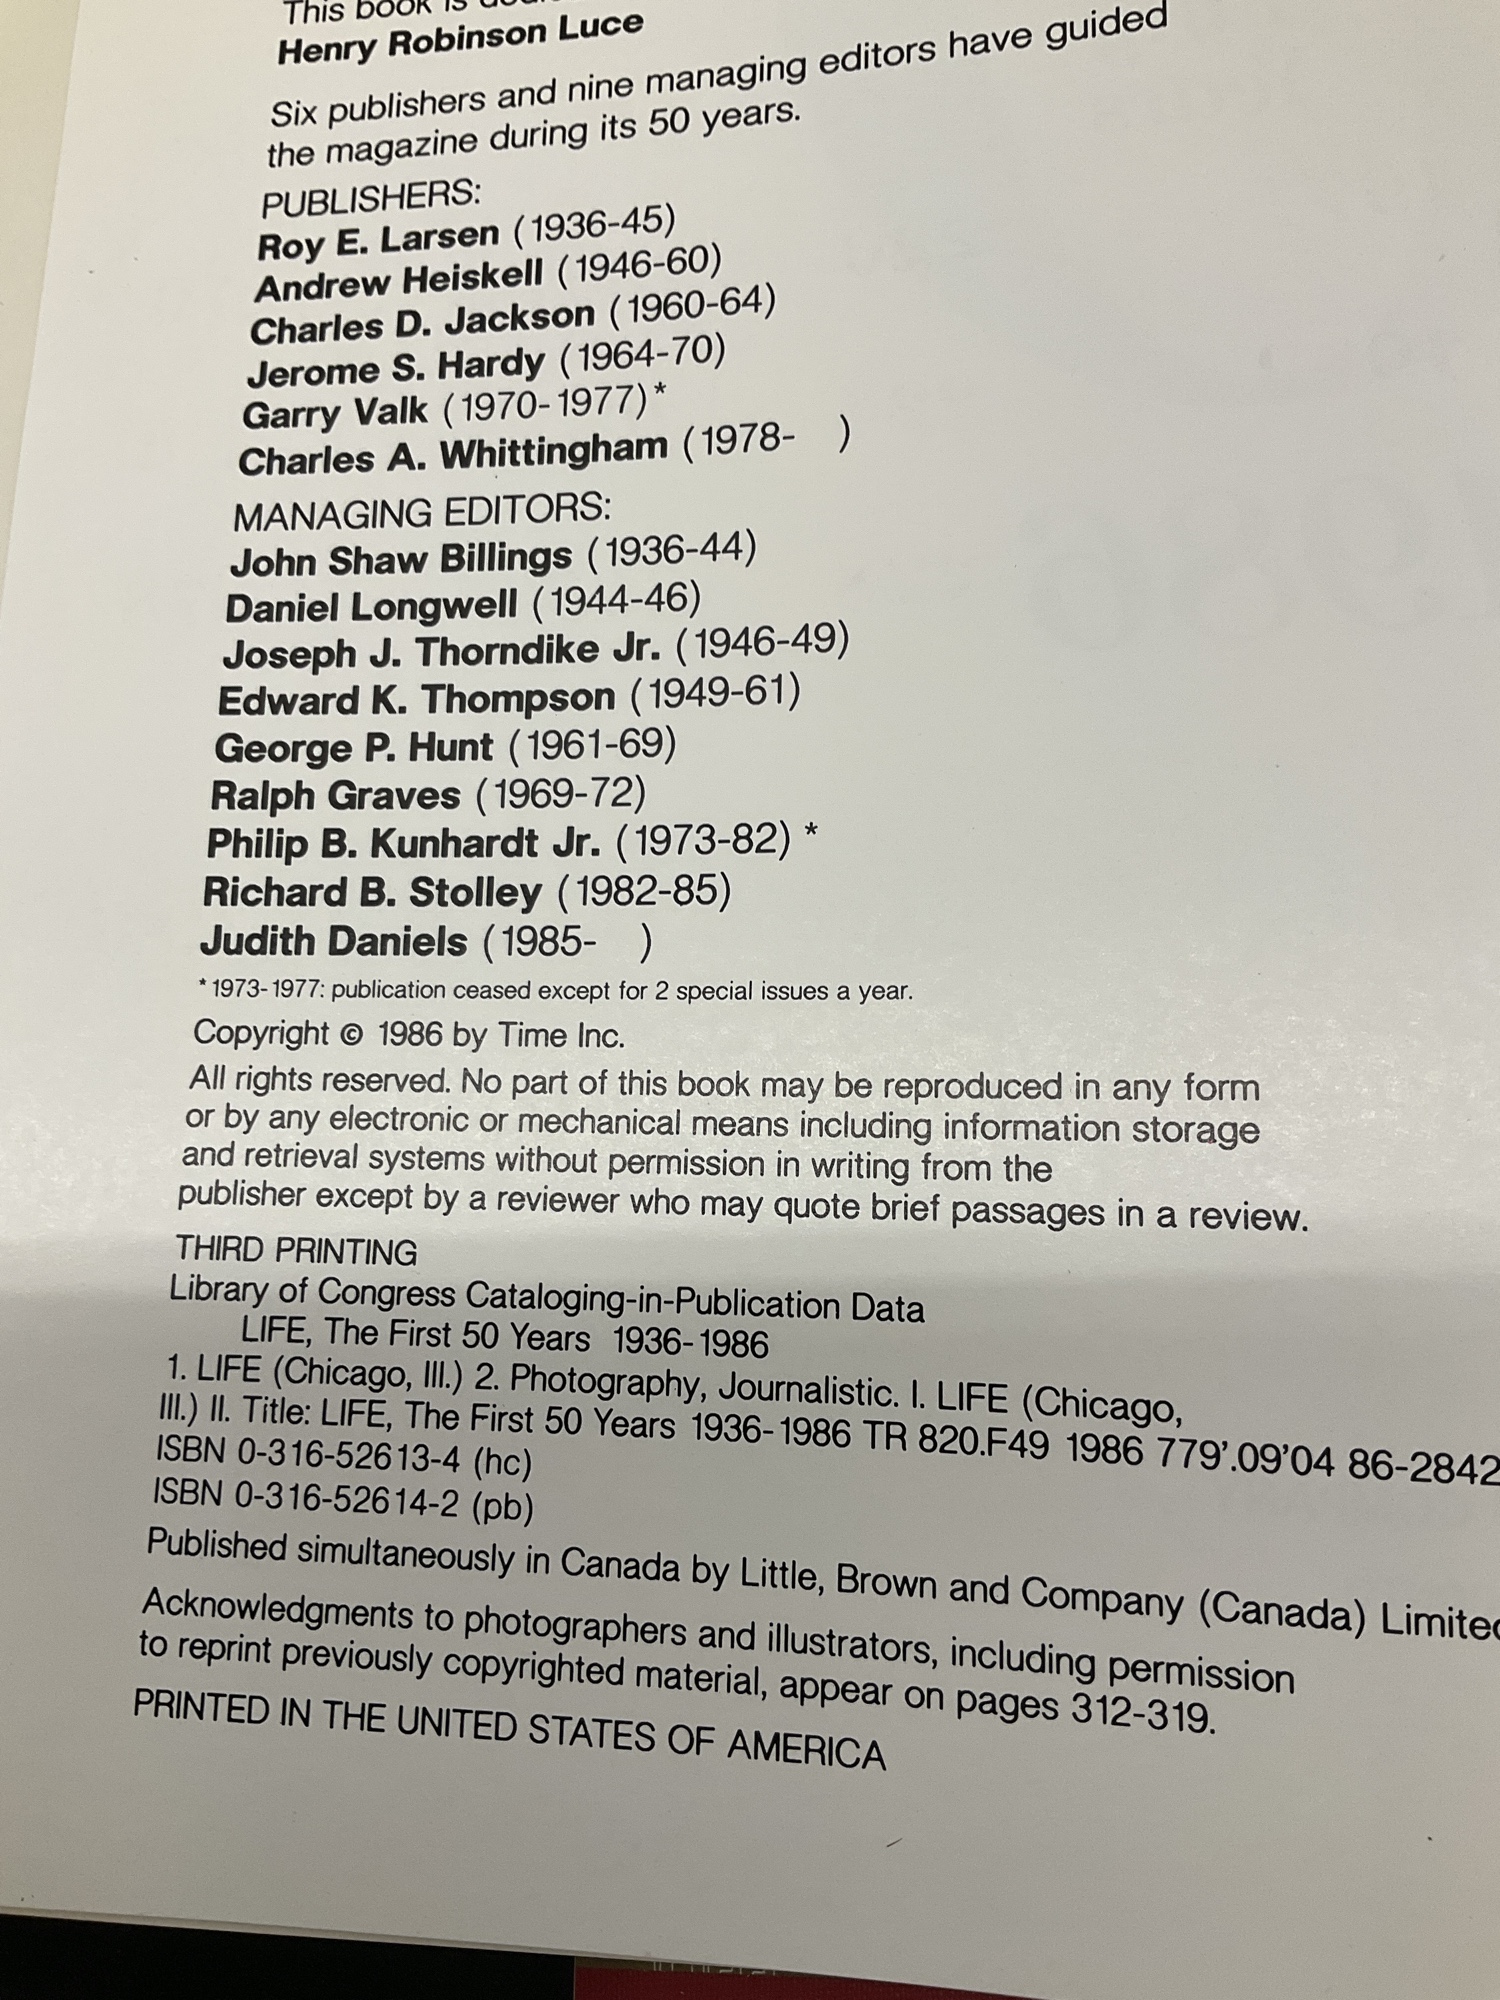 This book is
Henry Robinson Luce
Six publishers and nine managing editors have guided
the magazine during its 50 years.
PUBLISHERS:
Roy E. Larsen (1936-45)
Andrew Heiskell (1946-60)
Charles D. Jackson (1960-64)
Jerome S. Hardy (1964-70)
Garry Valk (1970-1977)*
Charles A. Whittingham (1978- )
MANAGING EDITORS:
John Shaw Billings (1936-44)
Daniel Longwell (1944-46)
Joseph J. Thorndike Jr. (1946-49)
Edward K. Thompson (1949-61)
George P. Hunt (1961-69)
Ralph Graves (1969-72)
Philip B. Kunhardt Jr. (1973-82) *
Richard B. Stolley (1982-85)
Judith Daniels (1985- )
*1973-1977: publication ceased except for 2 special issues a year.
Copyright © 1986 by Time Inc.
All rights reserved. No part of this book may be reproduced in any form
or by any electronic or mechanical means including information storage
and retrieval systems without permission in writing from the
publisher except by a reviewer who may quote brief passages in a review.
THIRD PRINTING
Library of Congress Cataloging-in-Publication Data
LIFE, The First 50 Years 1936-1986
1. LIFE (Chicago, Ill.) 2. Photography, Journalistic. I. LIFE (Chicago,
Ill.) II. Title: LIFE, The First 50 Years 1936-1986 TR 820.F49 1986 779'.09'04 86-2842
ISBN 0-316-52613-4 (hc)
ISBN 0-316-52614-2 (pb)
Published simultaneously in Canada by Little, Brown and Company (Canada) Limited
Acknowledgments to photographers and illustrators, including permission
to reprint previously copyrighted material, appear on pages 312-319.
PRINTED IN THE UNITED STATES OF AMERICA